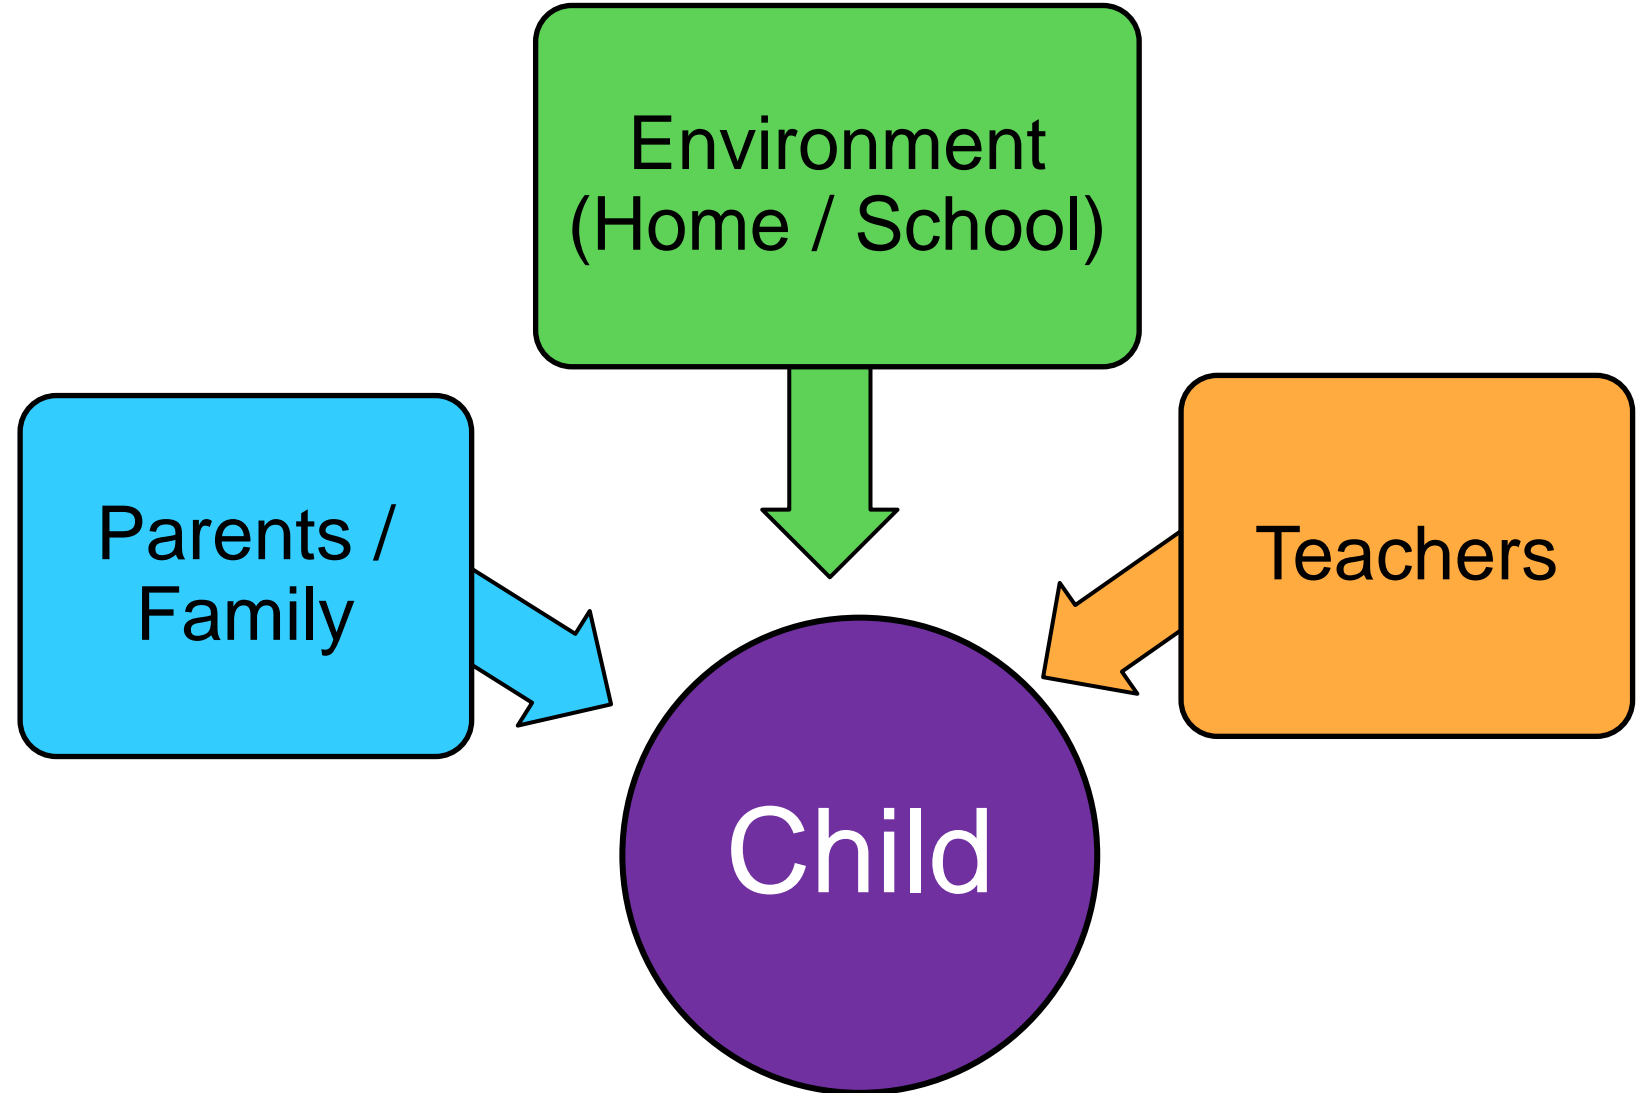 Environment
(Home / School)
Parents /
Family
Teachers
Child